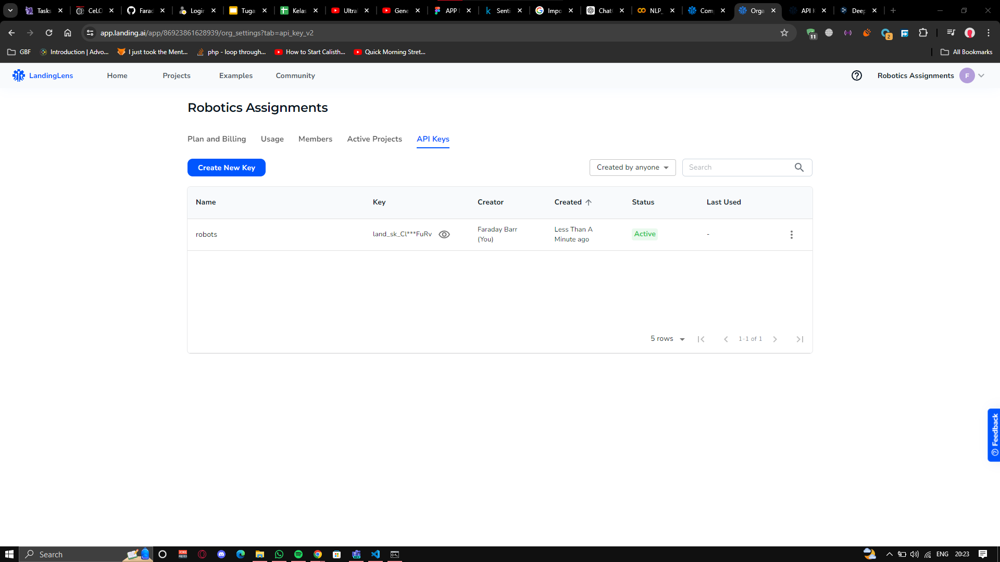 Tasks
CeLO
Farad
Login
Tuga
Kelas
Ultral
Gene
APP I
Senti
Impo
Chat
NLP_
Com
Orga
API K
Deep
app.landing.ai/app/86923861628939/org_settings?tab=api_key_v2
11
2
GBF
Introduction | Advo...
I just took the Ment...
php - loop through...
How to Start Calisth...
Quick Morning Stret...
All Bookmarks
LandingLens
Home
Projects
Examples
Community
Robotics Assignments
F
Robotics Assignments
Plan and Billing
Usage
Members
Active Projects
API Keys
Create New Key
Created by anyone
Search
Name
Key
Creator
Created
Status
Last Used
robots
land_sk_Cl***FuRv
Faraday Barr
(You)
Less Than A
Minute ago
Active
-
5 rows
1-1 of 1
Feedback
Search
ENG
20:23